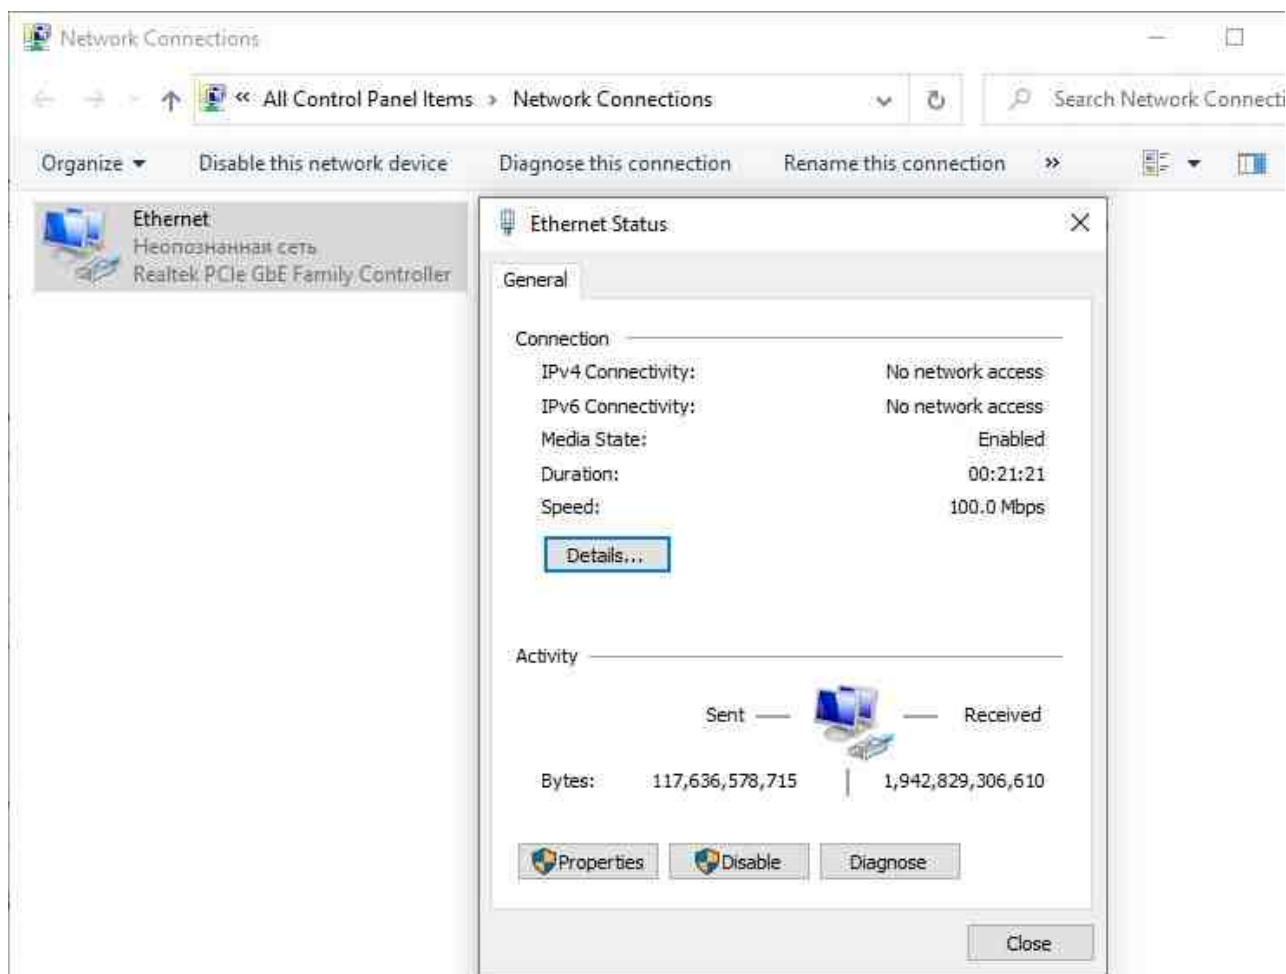 Network Connections
« All Control Panel Items › Network Connections
Search Network Connecti
Organize
Disable this network device
Diagnose this connection
Rename this connection
»
Ethernet
Неопознанная сеть
Realtek PCIe GbE Family Controller
Ethernet Status
General
Connection
IPv4 Connectivity: No network access
IPv6 Connectivity: No network access
Media State: Enabled
Duration: 00:21:21
Speed: 100.0 Mbps
Details...
Activity
Sent — — Received
Bytes: 117,636,578,715 | 1,942,829,306,610
Properties
Disable
Diagnose
Close